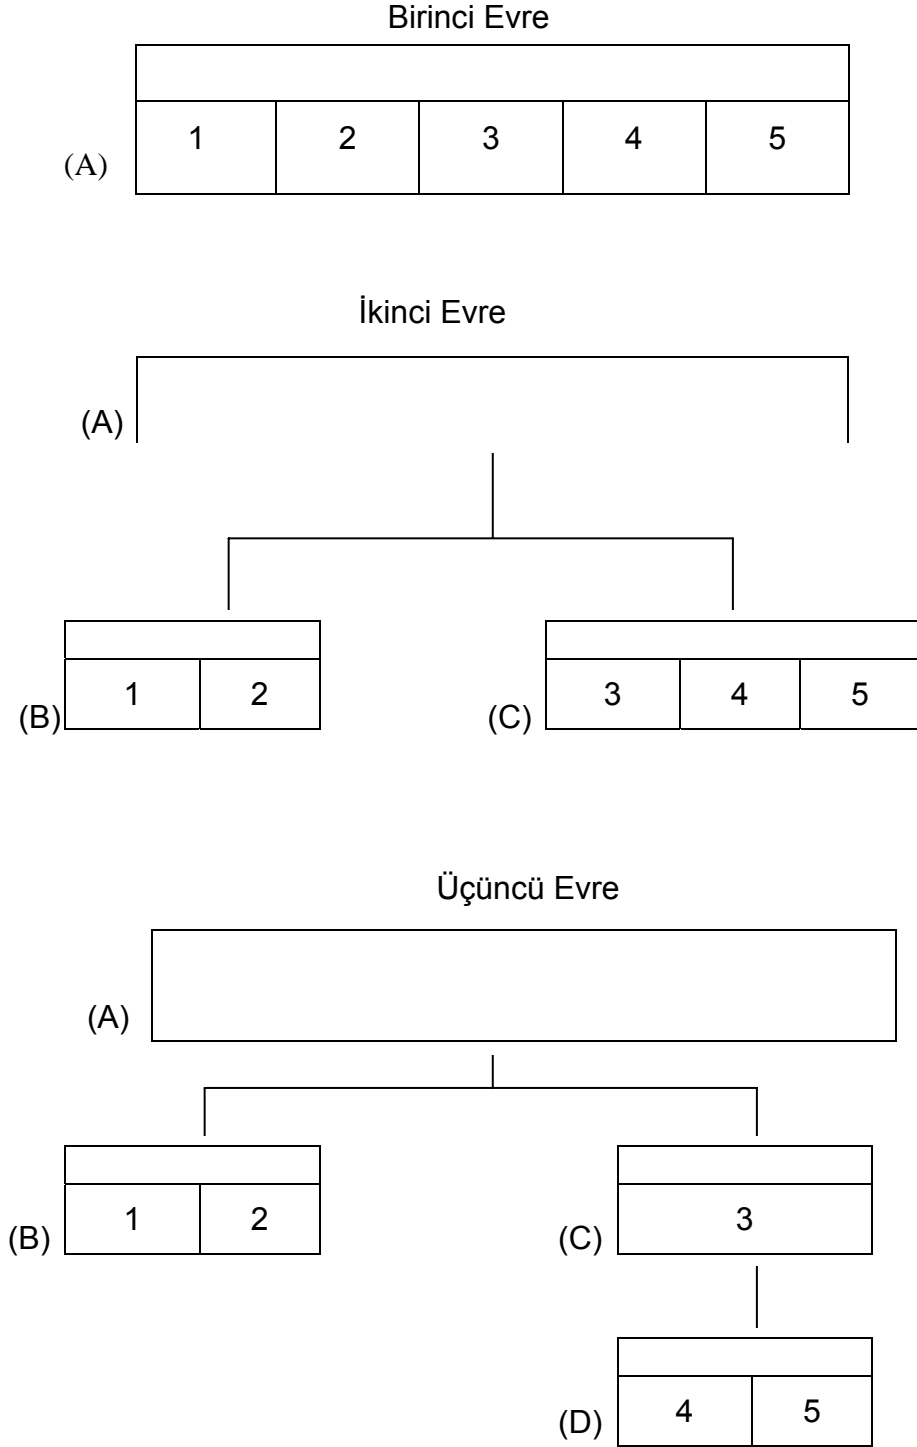 Birinci Evre
1 2 3 4 5
(A)
İkinci Evre
(A)
1 2 3 4 5
(B) (C)
Üçüncü Evre
(A)
1 2 3
(B) (C)
4 5
(D)